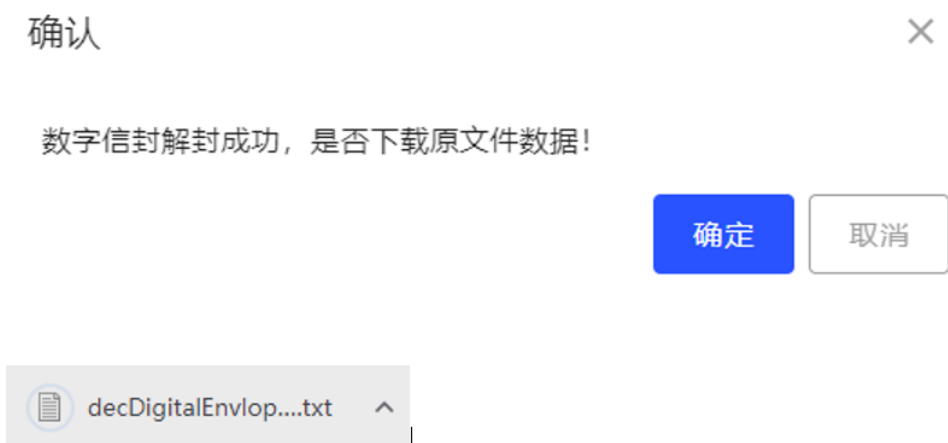 确认
数字信封解封成功，是否下载原文件数据！
确定
取消
decDigitalEnvlop....txt